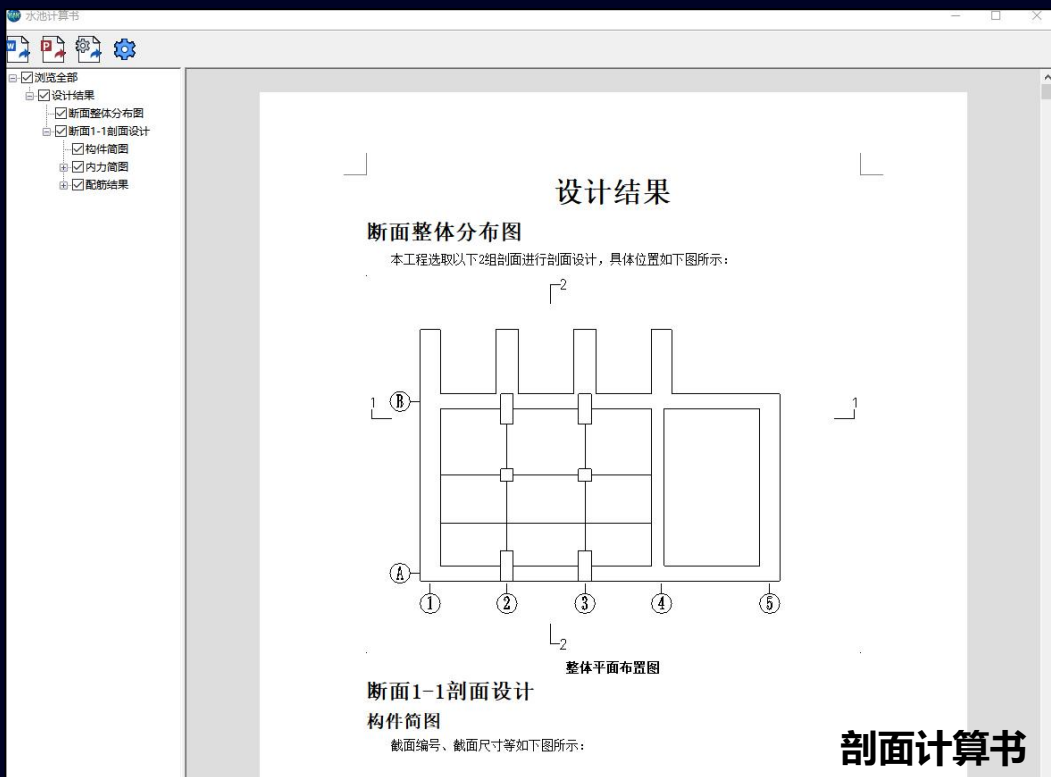 水池计算书
浏览全部
设计结果
断面整体分布图
断面1-1剖面设计
构件简图
内力简图
配筋结果
设计结果
断面整体分布图
本工程选取以下2组剖面进行剖面设计，具体位置如下图所示：
2
1 B 1
A
1 2 3 4 5
2
整体平面布置图
断面1-1剖面设计
构件简图
截面编号、截面尺寸等如下图所示：
剖面计算书